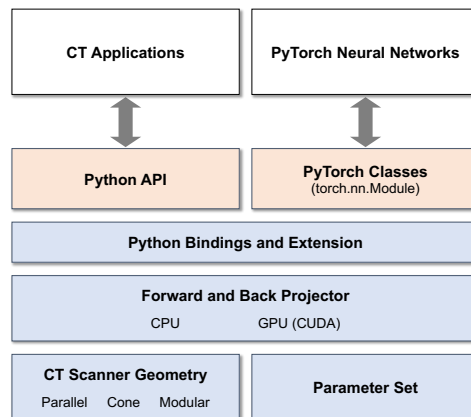 CT Applications
PyTorch Neural Networks
Python API
PyTorch Classes
(torch.nn.Module)
Python Bindings and Extension
Forward and Back Projector
CPU GPU (CUDA)
CT Scanner Geometry
Parallel Cone Modular
Parameter Set